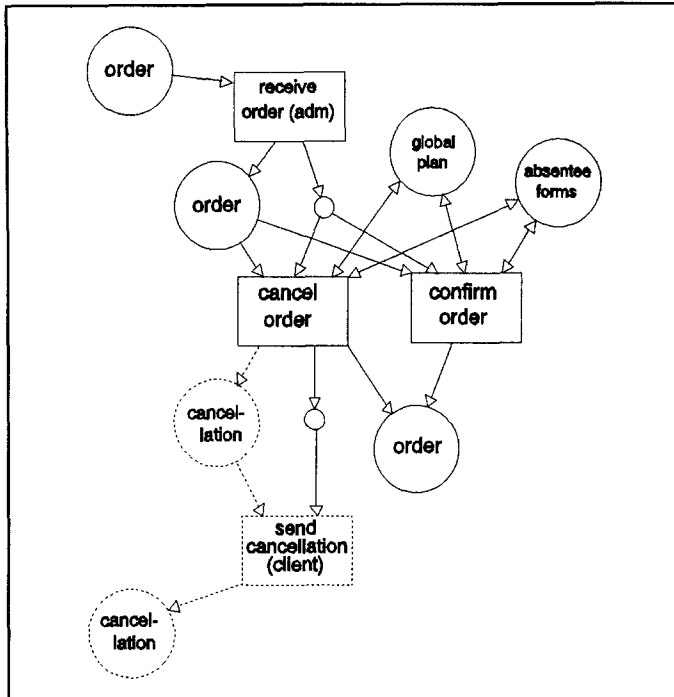 order
receive
order (adm)
global
plan
absentee
forms
order
cancel
order
confirm
order
cancel-
lation
order
send
cancellation
(client)
cancel-
lation